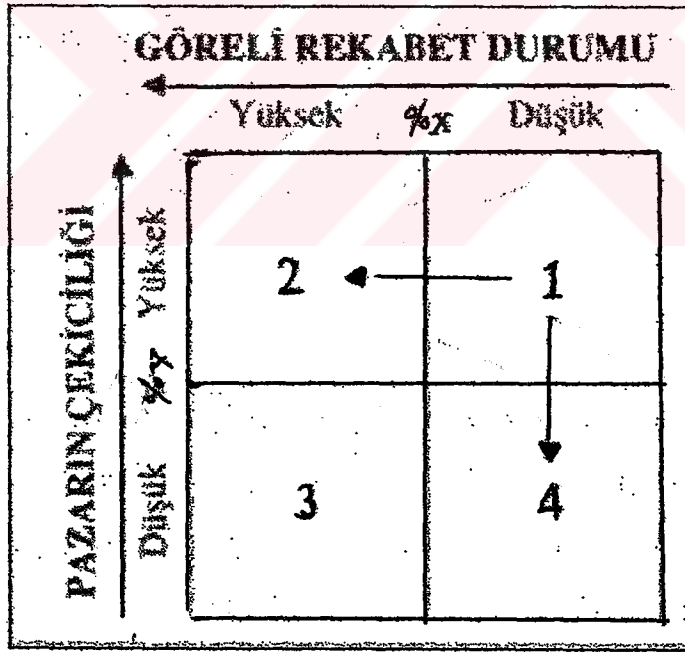 GÖRELİ REKABET DURUMU
Yüksek %x Düşük
PAZARIN ÇEKİCİLİĞİ
Yüksek
%x
Düşük
2
1
3
4